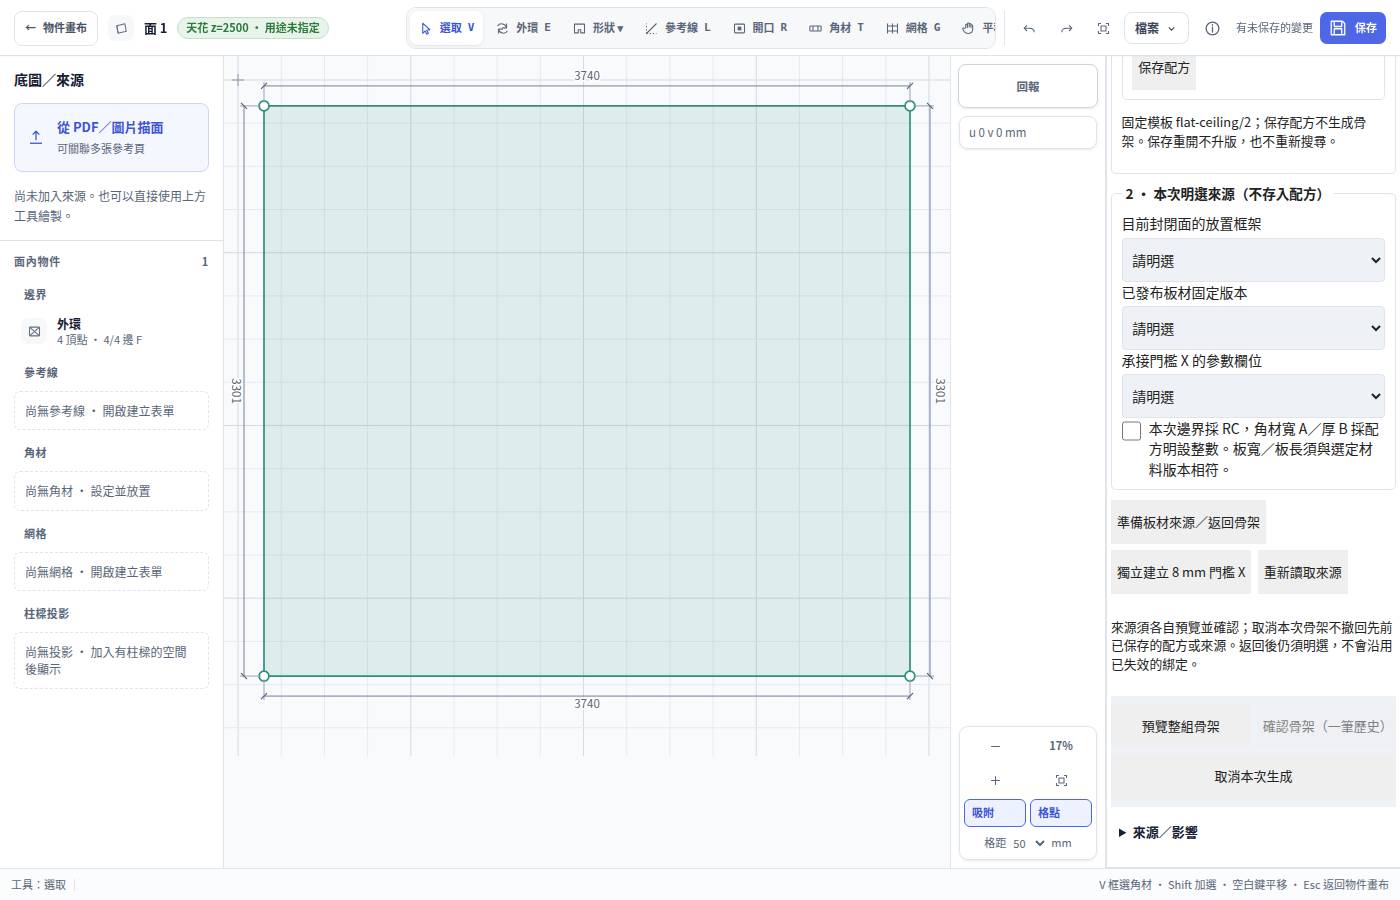 ← 物件畫布
面 1
天花 z=2500 · 用途未指定
選取 V
外環 E
形狀▾
參考線 L
開口 R
角材 T
網格 G
檔案
有未保存的變更
保存
底圖／來源
從 PDF／圖片描面
可關聯多張參考頁
尚未加入來源。也可以直接使用上方
工具繪製。
面內物件
1
邊界
外環
4 頂點 · 4/4 邊 F
參考線
尚無參考線 · 開啟建立表單
角材
尚無角材 · 設定並放置
網格
尚無網格 · 開啟建立表單
柱樑投影
尚無投影 · 加入有柱樑的空間
後顯示
3740
3301
3301
3740
回報
u 0 v 0 mm
17%
吸附
格點
格距 50 mm
保存配方
固定模板 flat-ceiling/2；保存配方不生成骨
架。保存重開不升版，也不重新搜尋。
2 · 本次明選來源（不存入配方）
目前封閉面的放置框架
請明選
已發布板材固定版本
請明選
承接門檻 X 的參數欄位
請明選
本次邊界採 RC，角材寬 A／厚 B 採配
方明設整數。板寬／板長須與選定材
料版本相符。
準備板材來源／返回骨架
獨立建立 8 mm 門檻 X
重新讀取來源
來源須各自預覽並確認；取消本次骨架不撤回先前
已保存的配方或來源。返回後仍須明選，不會沿用
已失效的綁定。
預覽整組骨架
確認骨架（一筆歷史）
取消本次生成
▶ 來源／影響
工具：選取
V 框選角材 · Shift 加選 · 空白鍵平移 · Esc 返回物件畫布